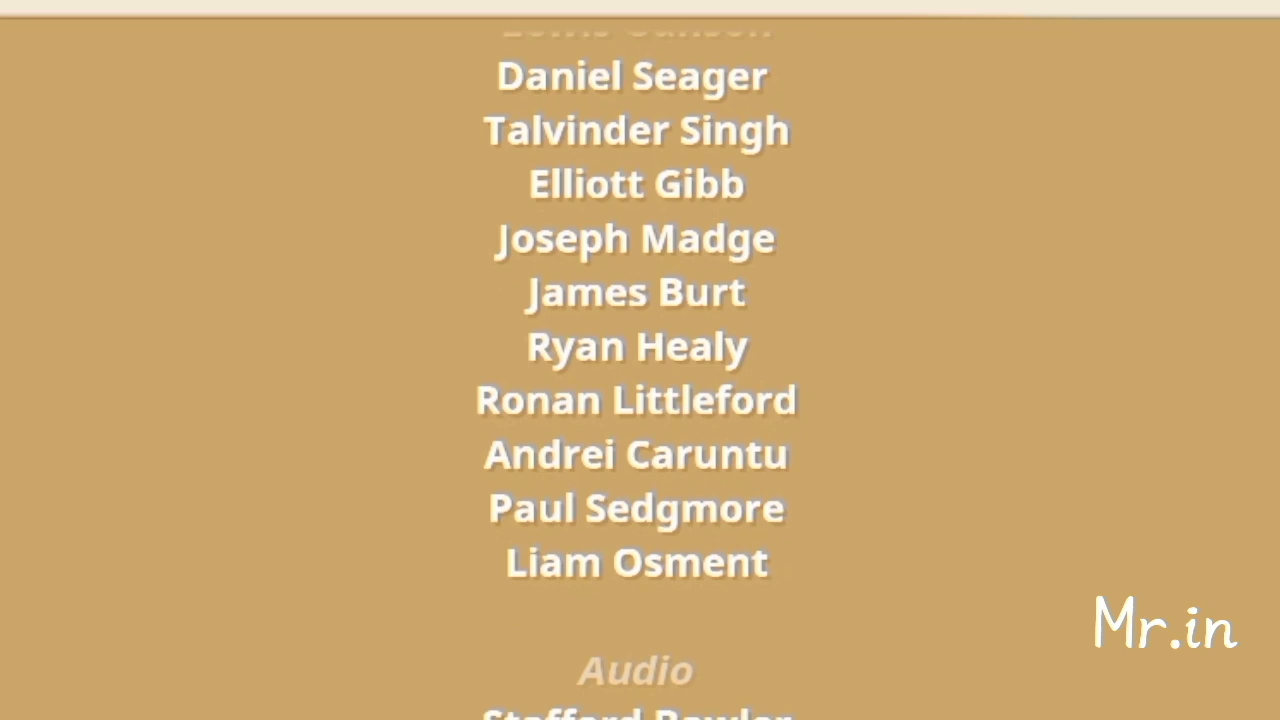 Daniel Seager
Talvinder Singh
Elliott Gibb
Joseph Madge
James Burt
Ryan Healy
Ronan Littleford
Andrei Caruntu
Paul Sedgmore
Liam Osment
Mr.in
Audio